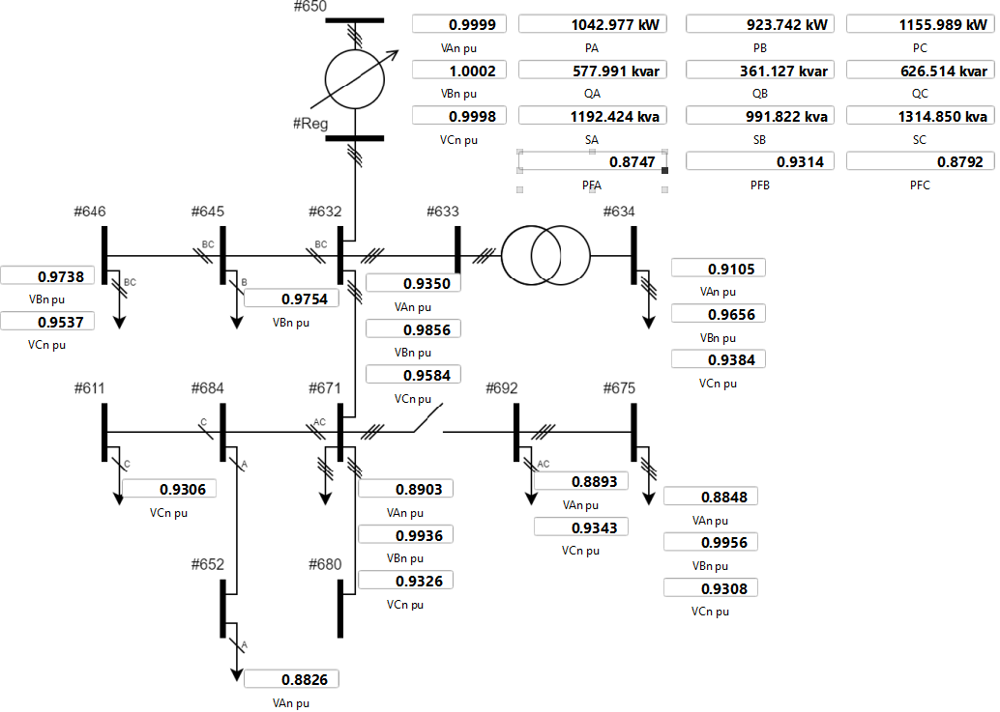 #650
0.9999 1042.977 kW 923.742 kW 1155.989 kW
VAn pu PA PB PC
1.0002 577.991 kvar 361.127 kvar 626.514 kvar
VBn pu QA QB QC
0.9998 1192.424 kva 991.822 kva 1314.850 kva
#Reg
VCn pu SA SB SC
0.8747 0.9314 0.8792
PFA PFB PFC
#646 #645 #632 #633 #634
BC BC
0.9738 BC B 0.9350 0.9105
VBn pu 0.9754 VAn pu VAn pu
0.9537 VBn pu 0.9856 0.9656
VCn pu VBn pu VBn pu
0.9584 0.9384
VCn pu VCn pu
#611 #684 #671 #692 #675
C AC
C A AC
0.9306 0.8903 0.8893 0.8848
VCn pu VAn pu VAn pu VAn pu
0.9936 0.9343 0.9956
VBn pu VCn pu VBn pu
#652 #680 0.9326 0.9308
VCn pu VCn pu
A
0.8826
VAn pu